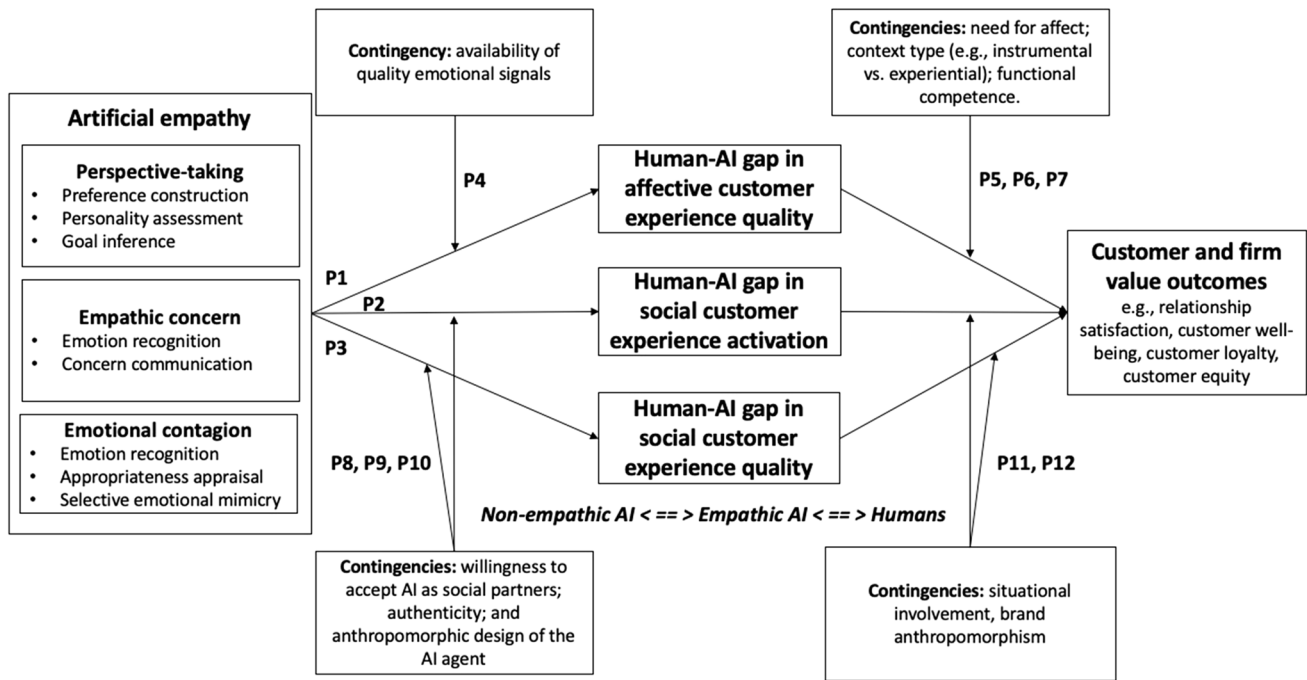 Contingency: availability of
quality emotional signals
Contingencies: need for affect;
context type (e.g., instrumental
vs. experiential); functional
competence.
Artificial empathy
Perspective-taking
• Preference construction
• Personality assessment
• Goal inference
Empathic concern
• Emotion recognition
• Concern communication
Emotional contagion
• Emotion recognition
• Appropriateness appraisal
• Selective emotional mimicry
P4
P1
P2
P3
Human-AI gap in
affective customer
experience quality
Human-AI gap in
social customer
experience activation
Human-AI gap in
social customer
experience quality
P5, P6, P7
Customer and firm
value outcomes
e.g., relationship
satisfaction, customer well-
being, customer loyalty,
customer equity
P8, P9, P10
P11, P12
Non-empathic AI < == > Empathic AI < == > Humans
Contingencies: willingness to
accept AI as social partners;
authenticity; and
anthropomorphic design of the
AI agent
Contingencies: situational
involvement, brand
anthropomorphism